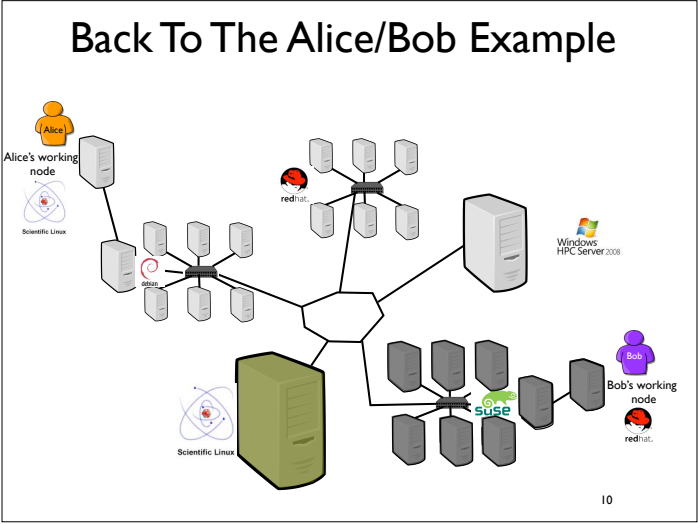 Back To The Alice/Bob Example
Alice
Alice's working
node
Scientific Linux
debian
redhat.
Windows
HPC Server 2008
Scientific Linux
SUSE
Bob
Bob's working
node
redhat.
10